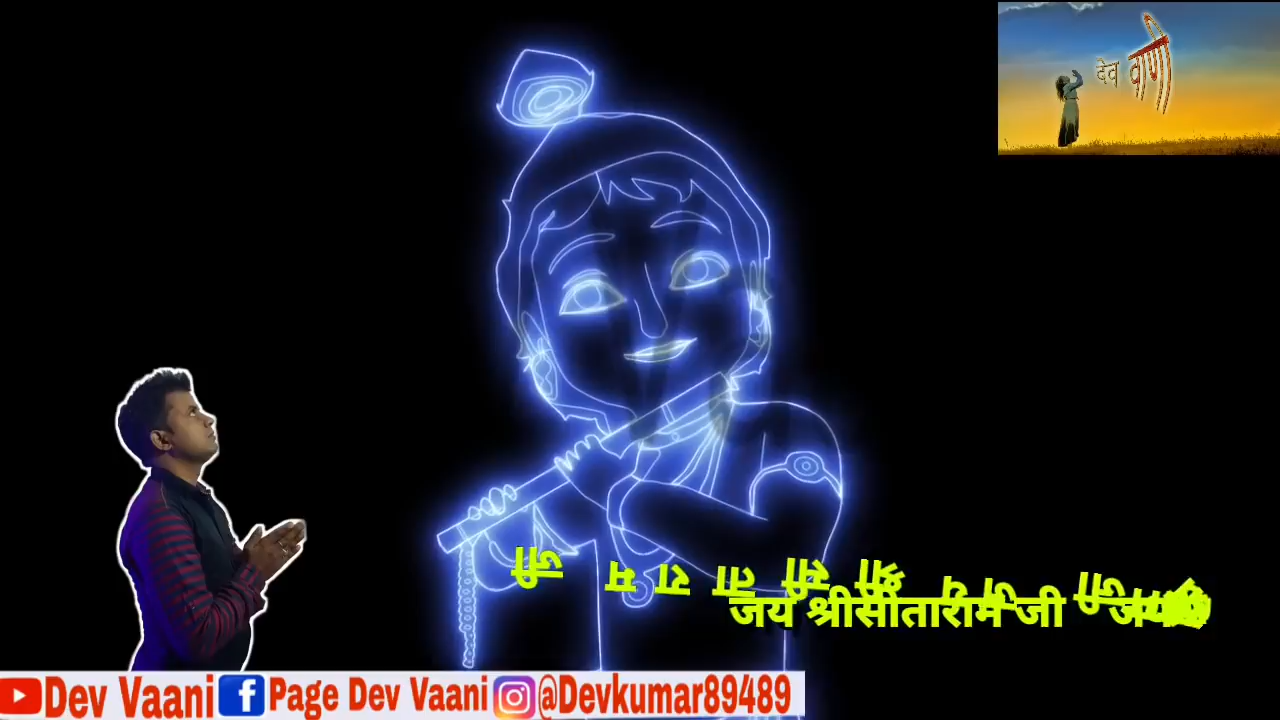 देव वाणी
जय श्रीसीताराम जी
Dev Vaani Page Dev Vaani @Devkumar89489